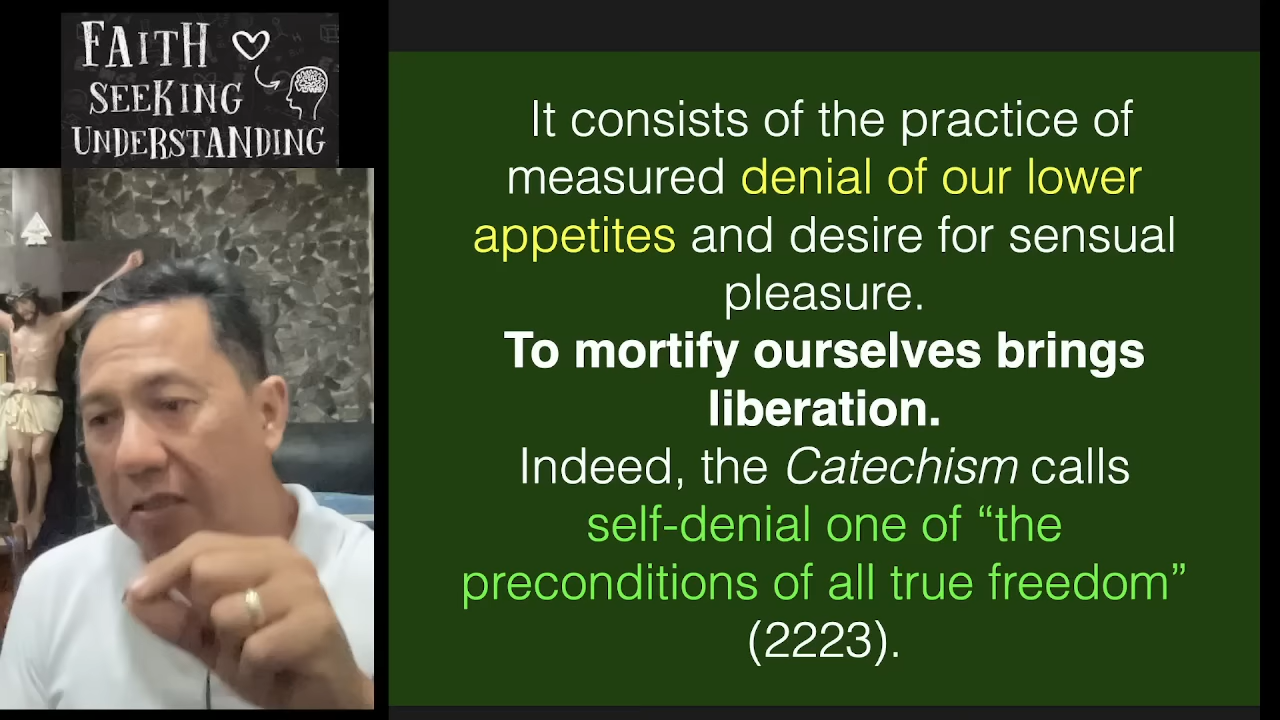 FAITH
SEEKING
UNDERSTANDING
It consists of the practice of
measured denial of our lower
appetites and desire for sensual
pleasure.
To mortify ourselves brings
liberation.
Indeed, the Catechism calls
self-denial one of “the
preconditions of all true freedom”
(2223).